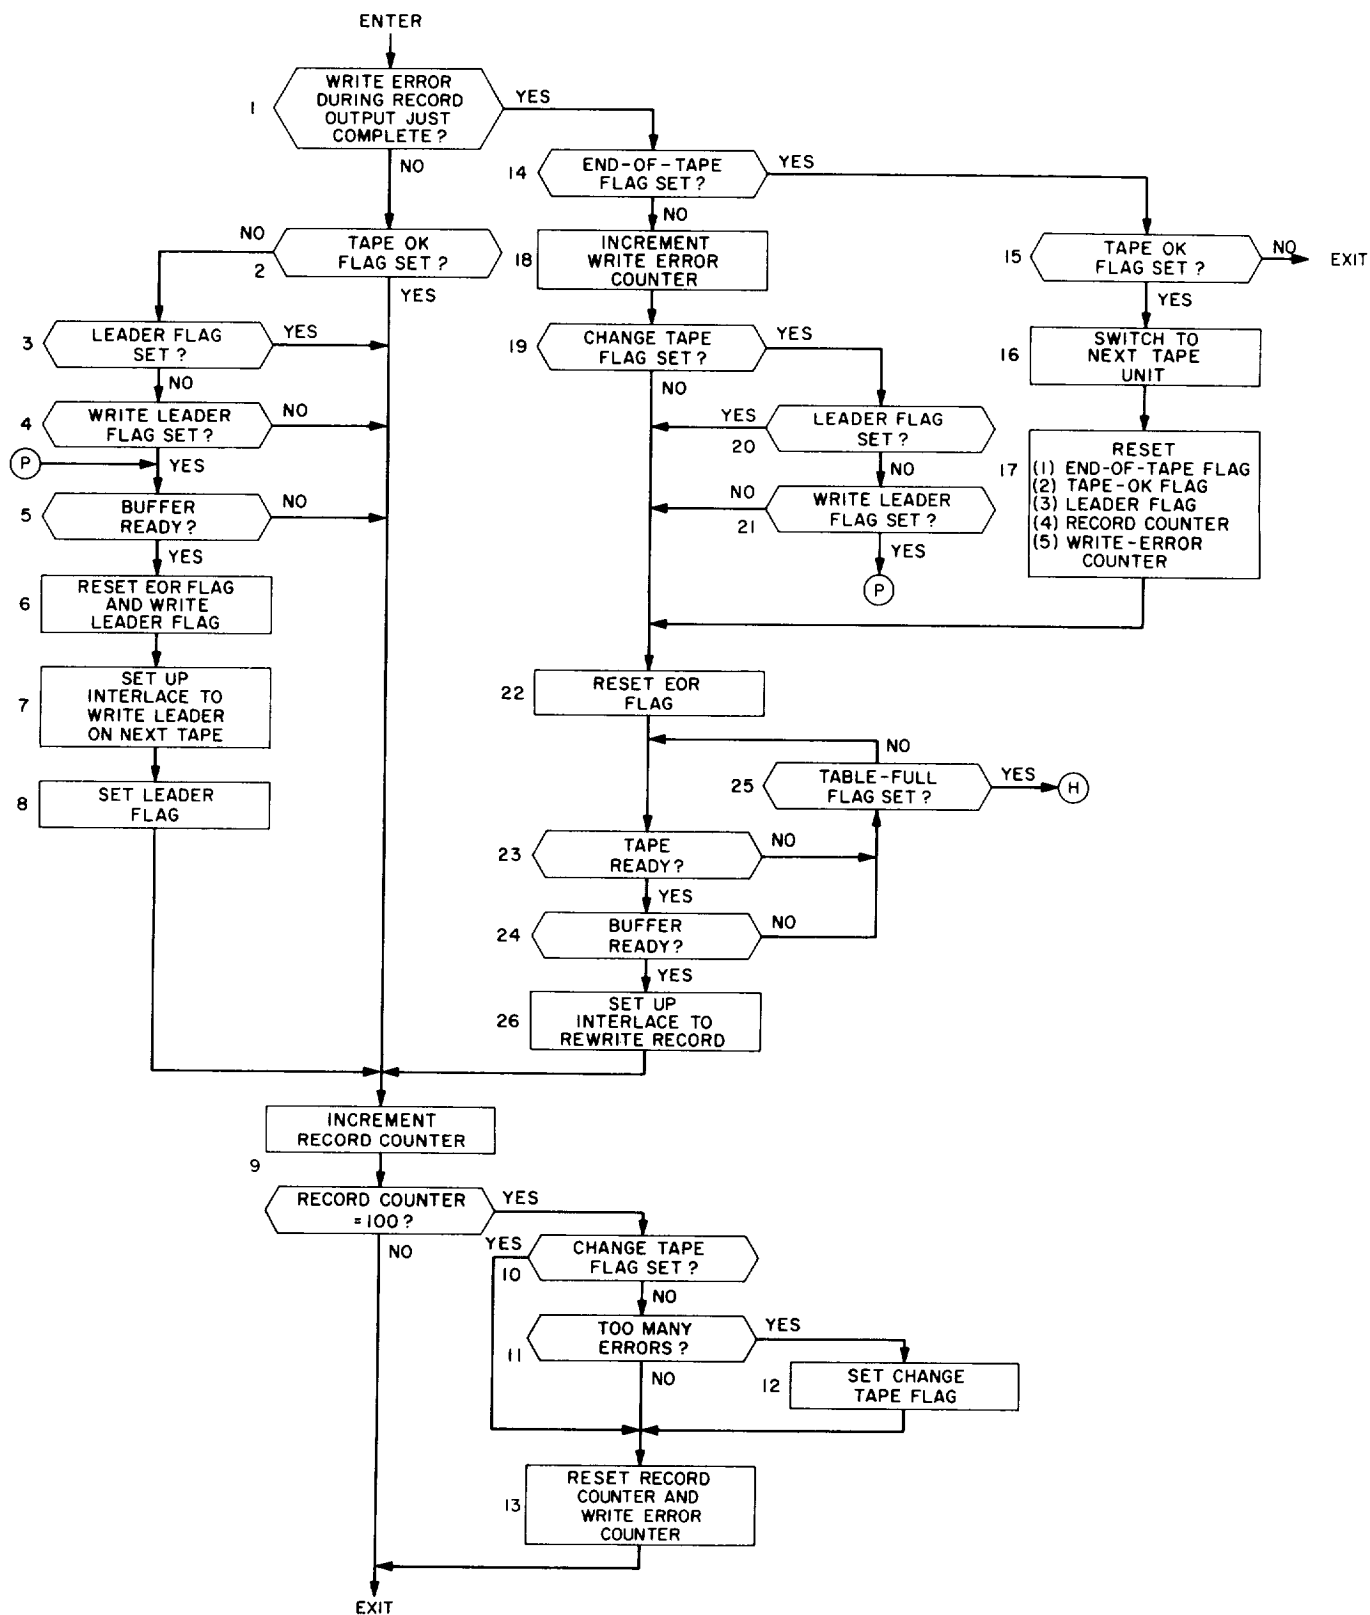 ENTER
1
WRITE ERROR
DURING RECORD
OUTPUT JUST
COMPLETE?
YES
NO
14
END-OF-TAPE
FLAG SET?
YES
NO
2
TAPE OK
FLAG SET?
NO
YES
18
INCREMENT
WRITE ERROR
COUNTER
15
TAPE OK
FLAG SET?
NO
EXIT
YES
3
LEADER FLAG
SET?
YES
NO
19
CHANGE TAPE
FLAG SET?
YES
NO
16
SWITCH TO
NEXT TAPE
UNIT
4
WRITE LEADER
FLAG SET?
NO
YES
P
20
LEADER FLAG
SET?
YES
NO
17
RESET
(1) END-OF-TAPE FLAG
(2) TAPE-OK FLAG
(3) LEADER FLAG
(4) RECORD COUNTER
(5) WRITE-ERROR
COUNTER
5
BUFFER
READY?
NO
YES
21
WRITE LEADER
FLAG SET?
NO
YES
P
6
RESET EOR FLAG
AND WRITE
LEADER FLAG
7
SET UP
INTERLACE TO
WRITE LEADER
ON NEXT TAPE
22
RESET EOR
FLAG
8
SET LEADER
FLAG
NO
25
TABLE-FULL
FLAG SET?
YES
H
23
TAPE
READY?
NO
YES
24
BUFFER
READY?
NO
YES
26
SET UP
INTERLACE TO
REWRITE RECORD
INCREMENT
RECORD COUNTER
9
RECORD COUNTER
=100?
YES
NO
10
CHANGE TAPE
FLAG SET?
YES
NO
11
TOO MANY
ERRORS?
YES
NO
12
SET CHANGE
TAPE FLAG
13
RESET RECORD
COUNTER AND
WRITE ERROR
COUNTER
EXIT